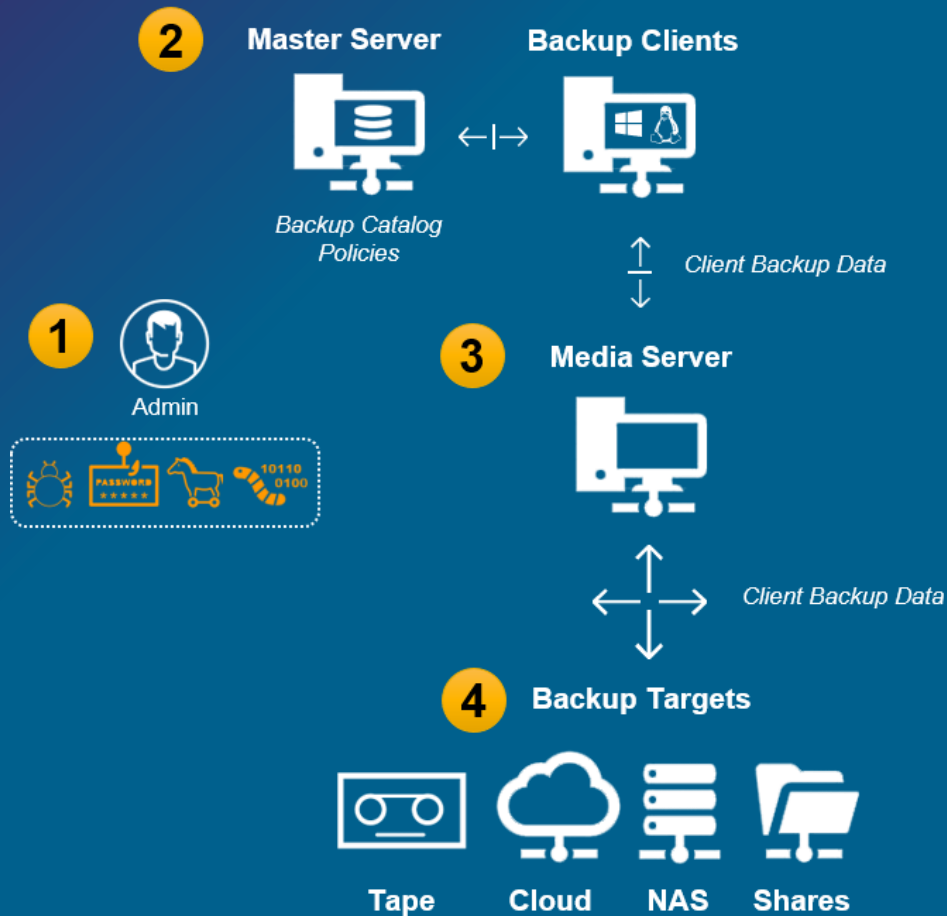 2
Master Server
Backup Clients
Backup Catalog
Policies
Client Backup Data
1
Admin
PASSWORD
*****
10110
0100
3
Media Server
Client Backup Data
4
Backup Targets
Tape
Cloud
NAS
Shares